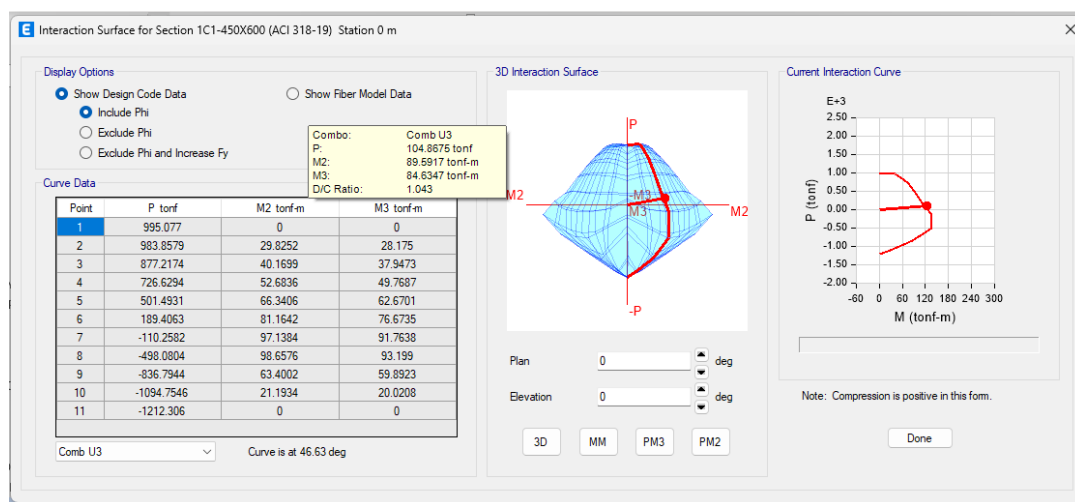 E Interaction Surface for Section 1C1-450X600 (ACI 318-19) Station 0 m
Display Options
Show Design Code Data
Show Fiber Model Data
Include Phi
Exclude Phi
Exclude Phi and Increase Fy
Combo: Comb U3
P: 104.8675 tonf
M2: 89.5917 tonf-m
M3: 84.6347 tonf-m
D/C Ratio: 1.043
Curve Data
Point P tonf M2 tonf-m M3 tonf-m
1 995.077 0 0
2 983.8579 29.8252 28.175
3 877.2174 40.1699 37.9473
4 726.6294 52.6836 49.7687
5 501.4931 66.3406 62.6701
6 189.4063 81.1642 76.6735
7 -110.2582 97.1384 91.7638
8 -498.0804 98.6576 93.199
9 -836.7944 63.4002 59.8923
10 -1094.7546 21.1934 20.0208
11 -1212.306 0 0
Comb U3
Curve is at 46.63 deg
3D Interaction Surface
P
M2
-M3
M3
M2
-P
Plan 0 deg
Elevation 0 deg
3D MM PM3 PM2
Current Interaction Curve
E+3
2.50
2.00
1.50
1.00
0.50
0.00
-0.50
-1.00
-1.50
-2.00
P (tonf)
-60 0 60 120 180 240 300
M (tonf-m)
Note: Compression is positive in this form.
Done